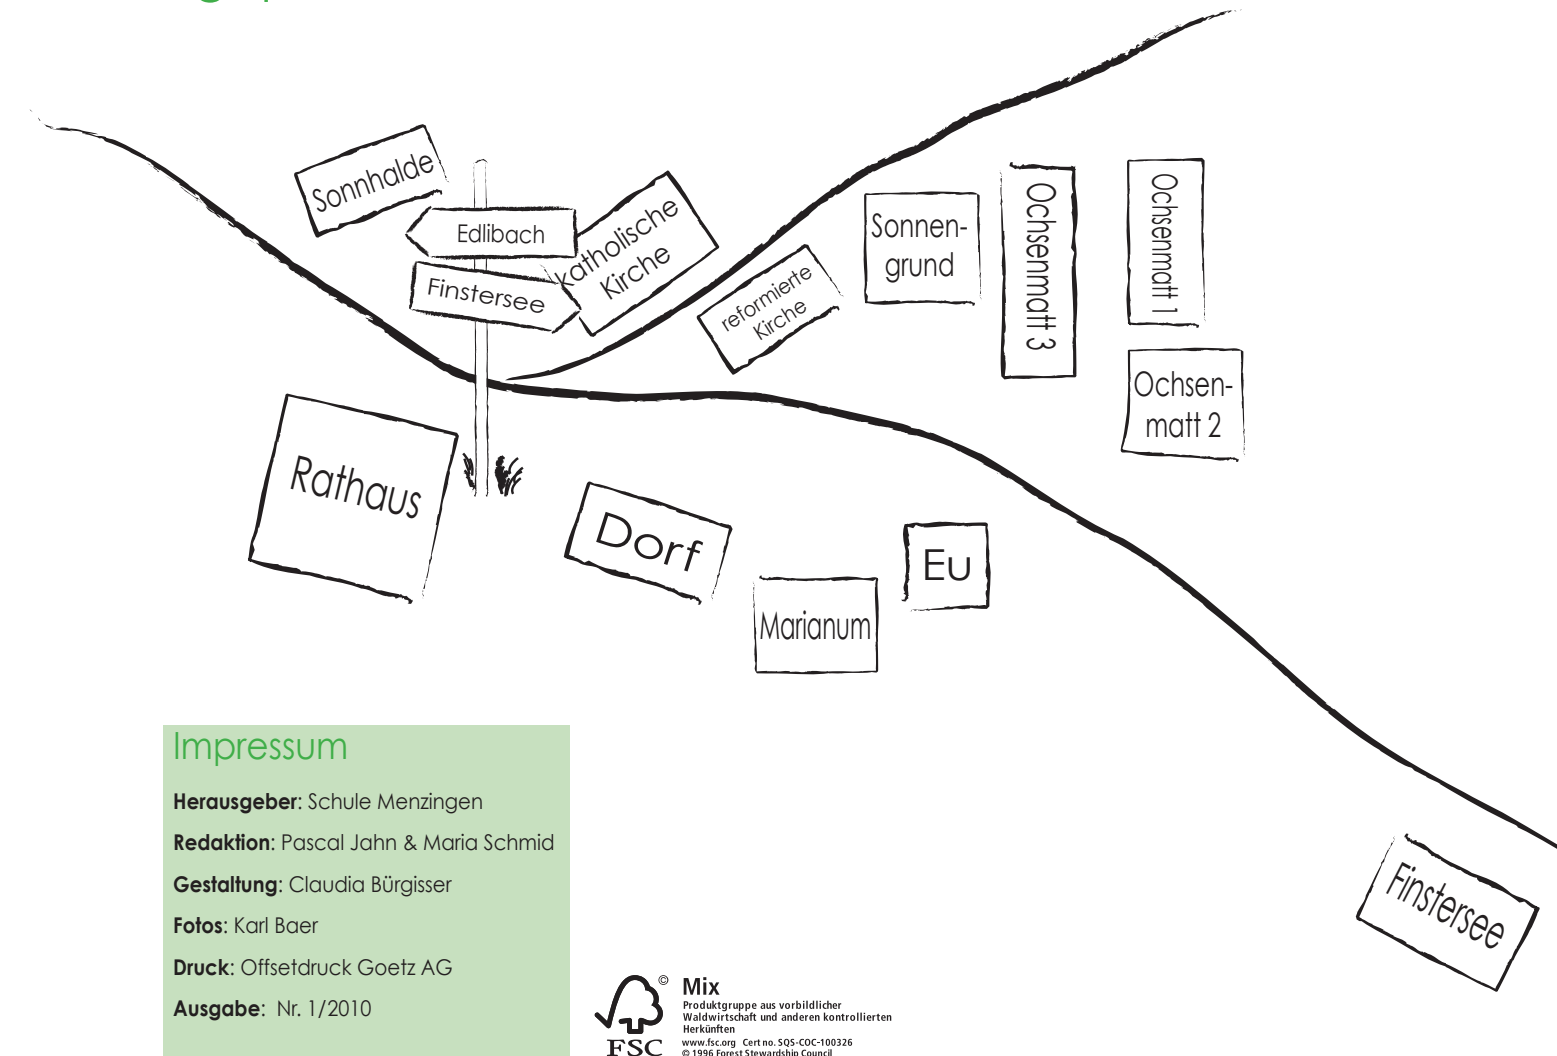 Sonnhalde
Edlibach
Finstersee
katholische
Kirche
reformierte
Kirche
Sonnen-
grund
Ochsenmatt 3
Ochsenmatt 1
Ochsen-
matt 2
Rathaus
Dorf
Marianum
Eu
Finstersee
Impressum
Herausgeber: Schule Menzingen
Redaktion: Pascal Jahn & Maria Schmid
Gestaltung: Claudia Bürgisser
Fotos: Karl Baer
Druck: Offsetdruck Goetz AG
Ausgabe: Nr. 1/2010
©
FSC
Mix
Produktgruppe aus vorbildlicher
Waldwirtschaft und anderen kontrollierten
Herkünften
www.fsc.org Cert no. SQS-COC-100326
© 1996 Forest Stewardship Council